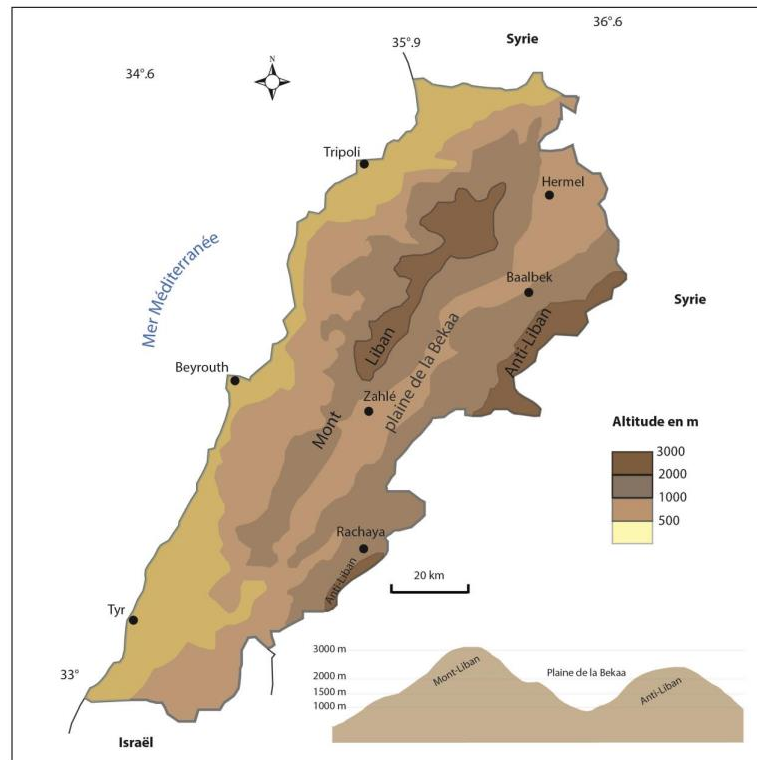 36°.6
Syrie
35°.9
34°.6
N
Tripoli
Hermel
Mer Méditerranée
Baalbek
Syrie
Anti-Liban
Liban
Beyrouth
plaine de la Bekaa
Zahlé
Mont
Altitude en m
3000
2000
1000
500
Rachaya
Anti-Liban
20 km
Tyr
33°
Israël
3000 m
2000 m
1500 m
1000 m
Mont-Liban
Plaine de la Bekaa
Anti-Liban